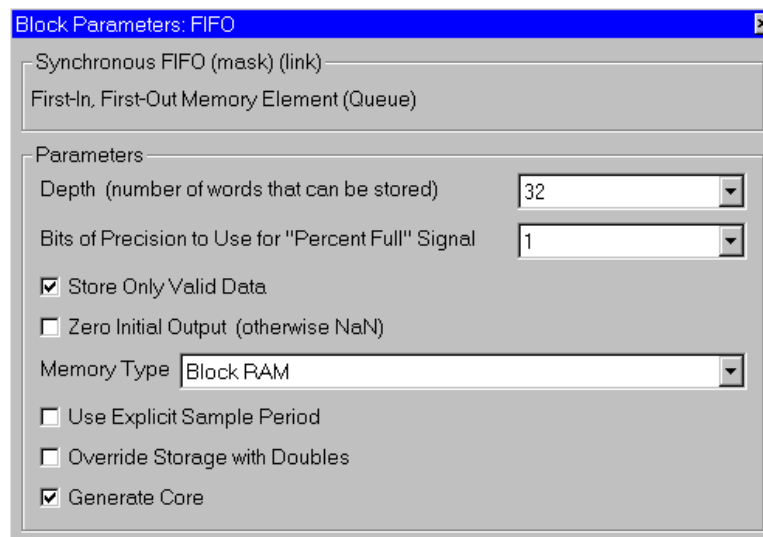 Block Parameters: FIFO
Synchronous FIFO (mask) (link)
First-In, First-Out Memory Element (Queue)
Parameters
Depth (number of words that can be stored) 32
Bits of Precision to Use for "Percent Full" Signal 1
Store Only Valid Data
Zero Initial Output (otherwise NaN)
Memory Type Block RAM
Use Explicit Sample Period
Override Storage with Doubles
Generate Core